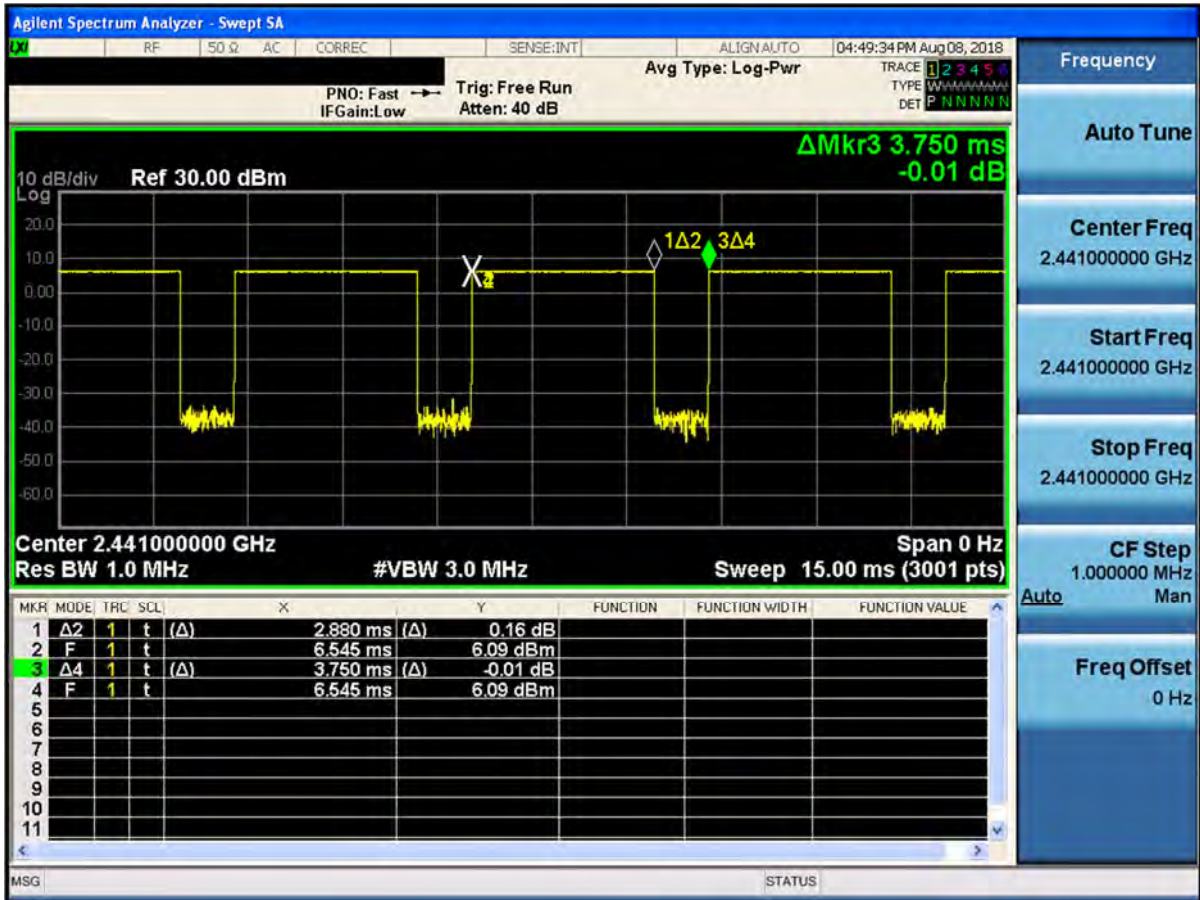 Agilent Spectrum Analyzer - Swept SA
LXI RF 50 Ω AC CORREC SENSE:INT ALIGN AUTO 04:49:34 PM Aug 08, 2018
PNO: Fast
IFGain:Low
Trig: Free Run
Atten: 40 dB
Avg Type: Log-Pwr
TRACE 1 2 3 4 5 6
TYPE WWWWWW
DET P N N N N N
ΔMkr3 3.750 ms
-0.01 dB
10 dB/div
Log
Ref 30.00 dBm
20.0
10.0
0.00
-10.0
-20.0
-30.0
-40.0
-50.0
-60.0
1Δ2
3Δ4
Center 2.441000000 GHz
Span 0 Hz
Res BW 1.0 MHz
#VBW 3.0 MHz
Sweep 15.00 ms (3001 pts)
MKR MODE TRC SCL X Y FUNCTION FUNCTION WIDTH FUNCTION VALUE
1 Δ2 1 t (Δ) 2.880 ms (Δ) 0.16 dB
2 F 1 t 6.545 ms 6.09 dBm
3 Δ4 1 t (Δ) 3.750 ms (Δ) -0.01 dB
4 F 1 t 6.545 ms 6.09 dBm
5
6
7
8
9
10
11
MSG
STATUS
Frequency
Auto Tune
Center Freq
2.441000000 GHz
Start Freq
2.441000000 GHz
Stop Freq
2.441000000 GHz
CF Step
1.000000 MHz
Auto Man
Freq Offset
0 Hz